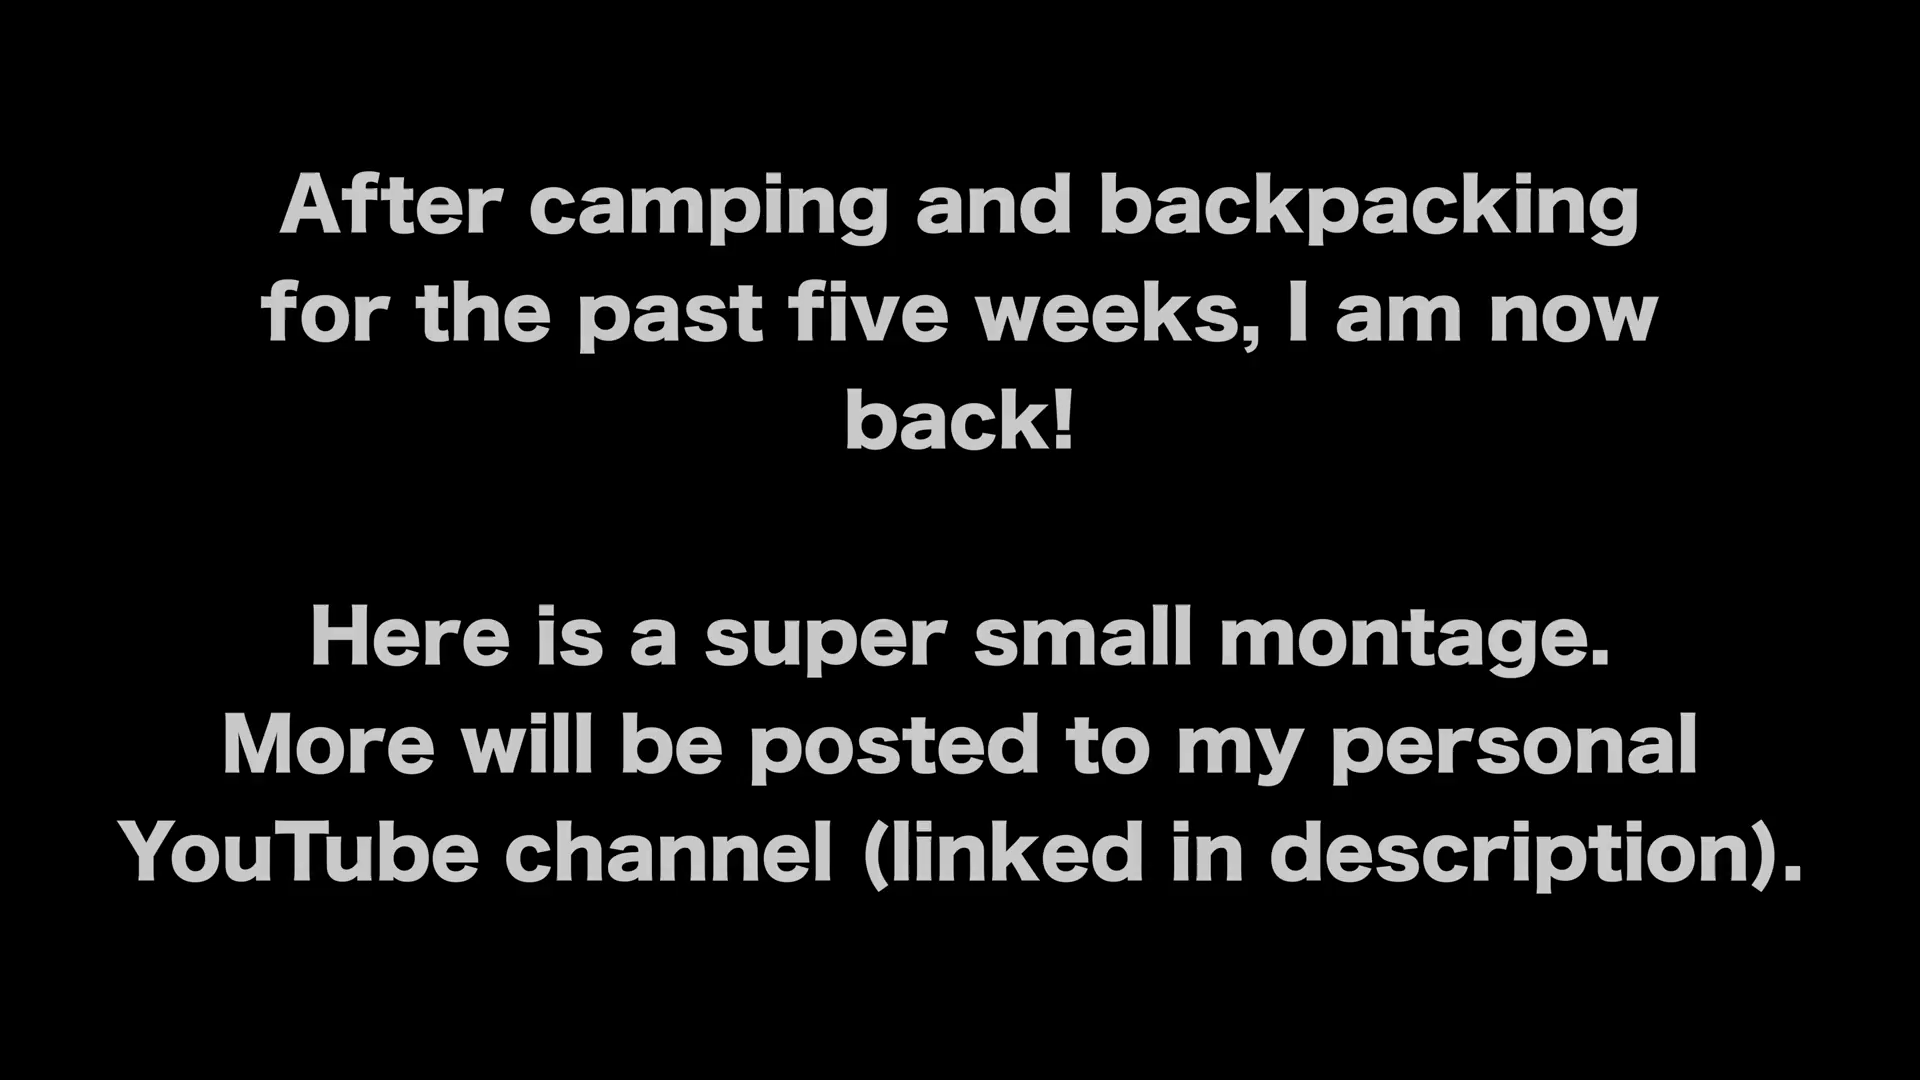 After camping and backpacking
for the past five weeks, I am now
back!
Here is a super small montage.
More will be posted to my personal
YouTube channel (linked in description).